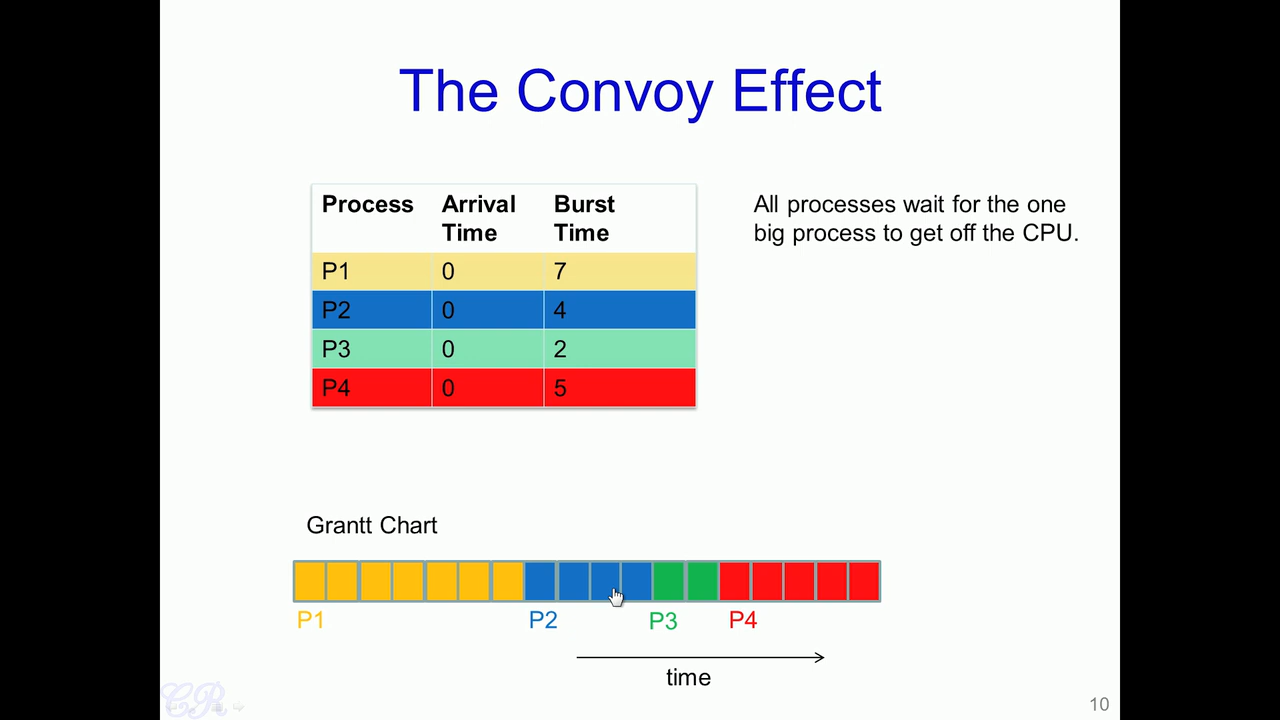 The Convoy Effect
Process Arrival Time Burst Time
P1 0 7
P2 0 4
P3 0 2
P4 0 5
All processes wait for the one
big process to get off the CPU.
Grantt Chart
P1 P2 P3 P4
time
CR
10